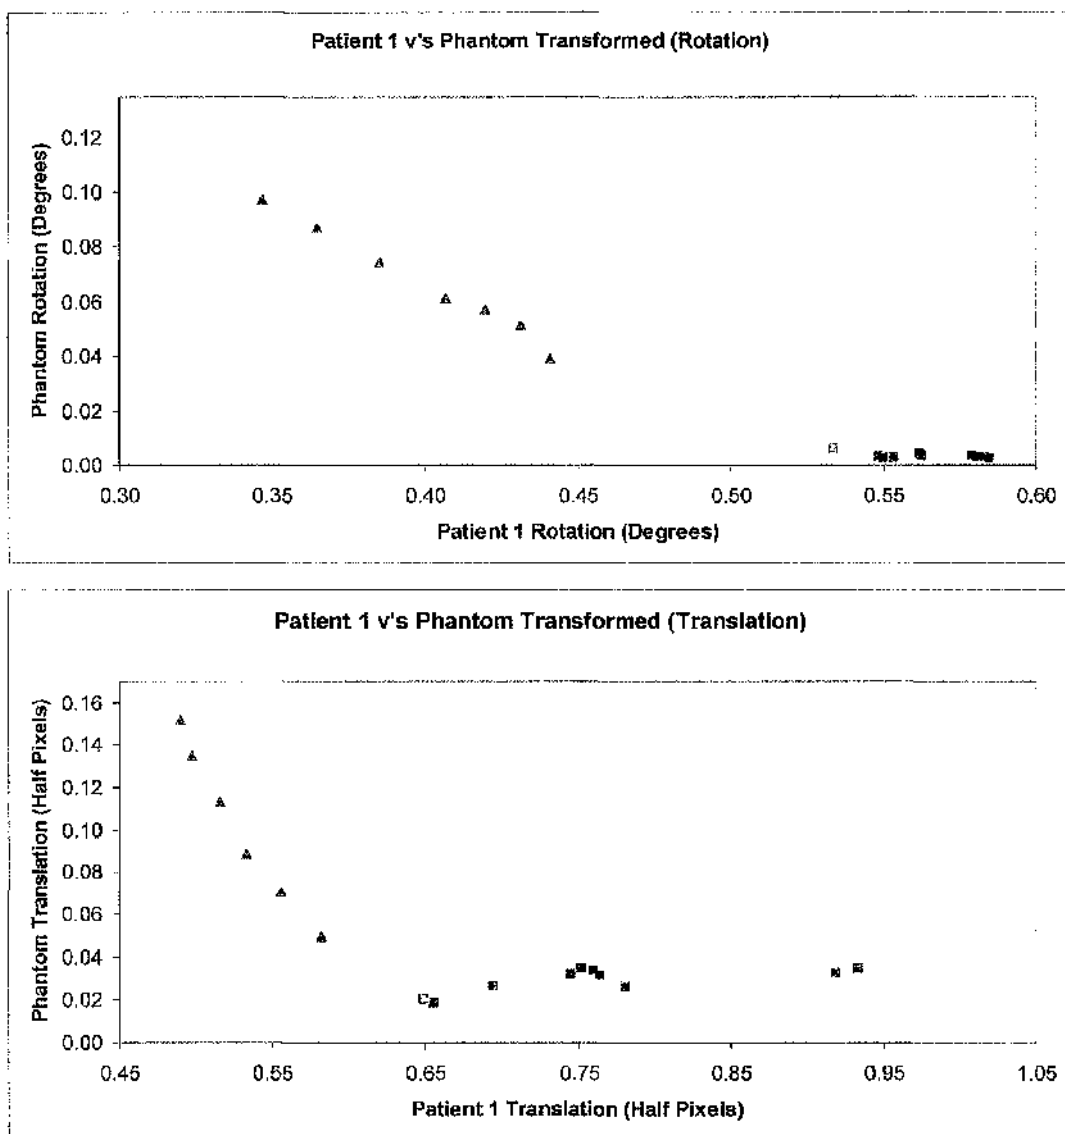 Patient 1 v's Phantom Transformed (Rotation)
Phantom Rotation (Degrees)
0.12
0.10
0.08
0.06
0.04
0.02
0.00
0.30 0.35 0.40 0.45 0.50 0.55 0.60
Patient 1 Rotation (Degrees)
Patient 1 v's Phantom Transformed (Translation)
Phantom Translation (Half Pixels)
0.16
0.14
0.12
0.10
0.08
0.06
0.04
0.02
0.00
0.45 0.55 0.65 0.75 0.85 0.95 1.05
Patient 1 Translation (Half Pixels)